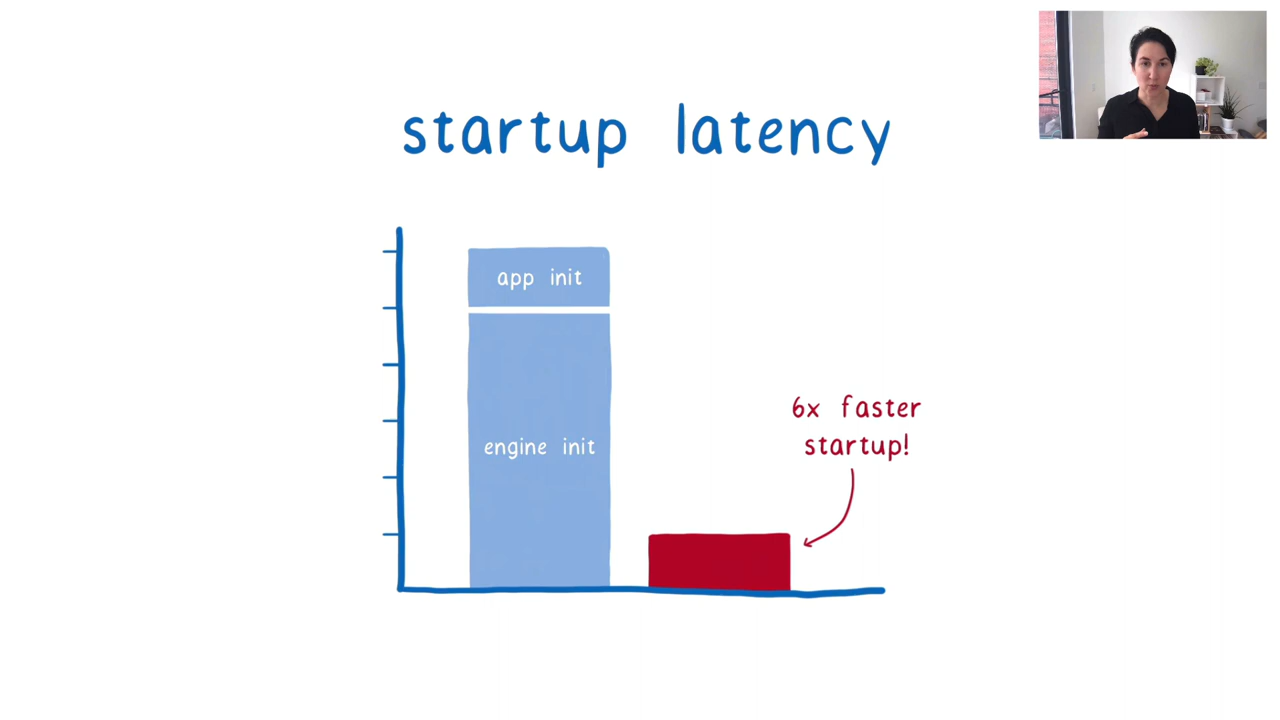 startup latency
app init
engine init
6x faster
startup!